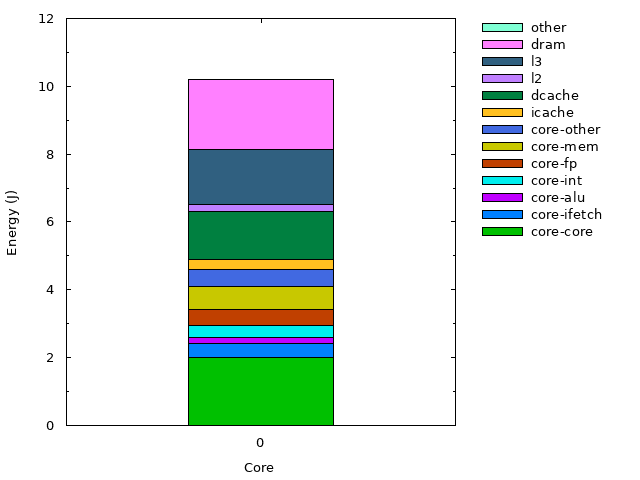 12
10
8
6
4
2
0
Energy (J)
0
Core
other
dram
l3
l2
dcache
icache
core-other
core-mem
core-fp
core-int
core-alu
core-ifetch
core-core